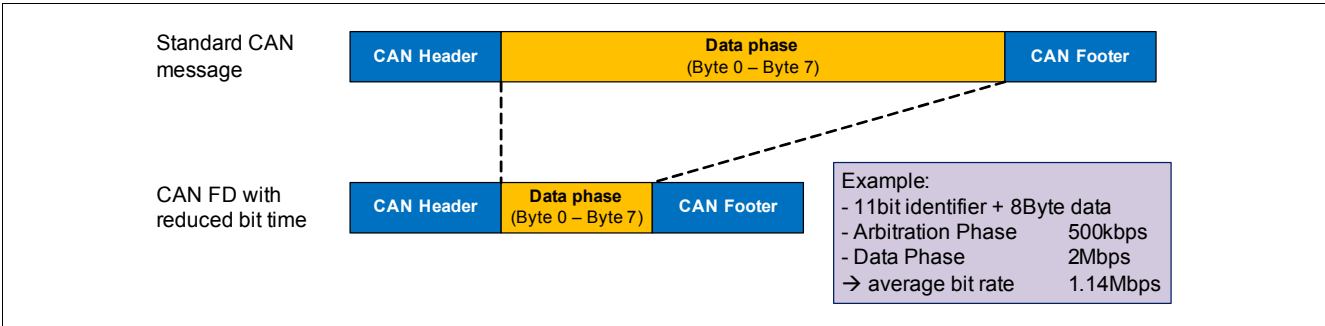 Standard CAN
message
CAN Header
Data phase
(Byte 0 – Byte 7)
CAN Footer
CAN FD with
reduced bit time
CAN Header
Data phase
(Byte 0 – Byte 7)
CAN Footer
Example:
- 11bit identifier + 8Byte data
- Arbitration Phase 500kbps
- Data Phase 2Mbps
→ average bit rate 1.14Mbps